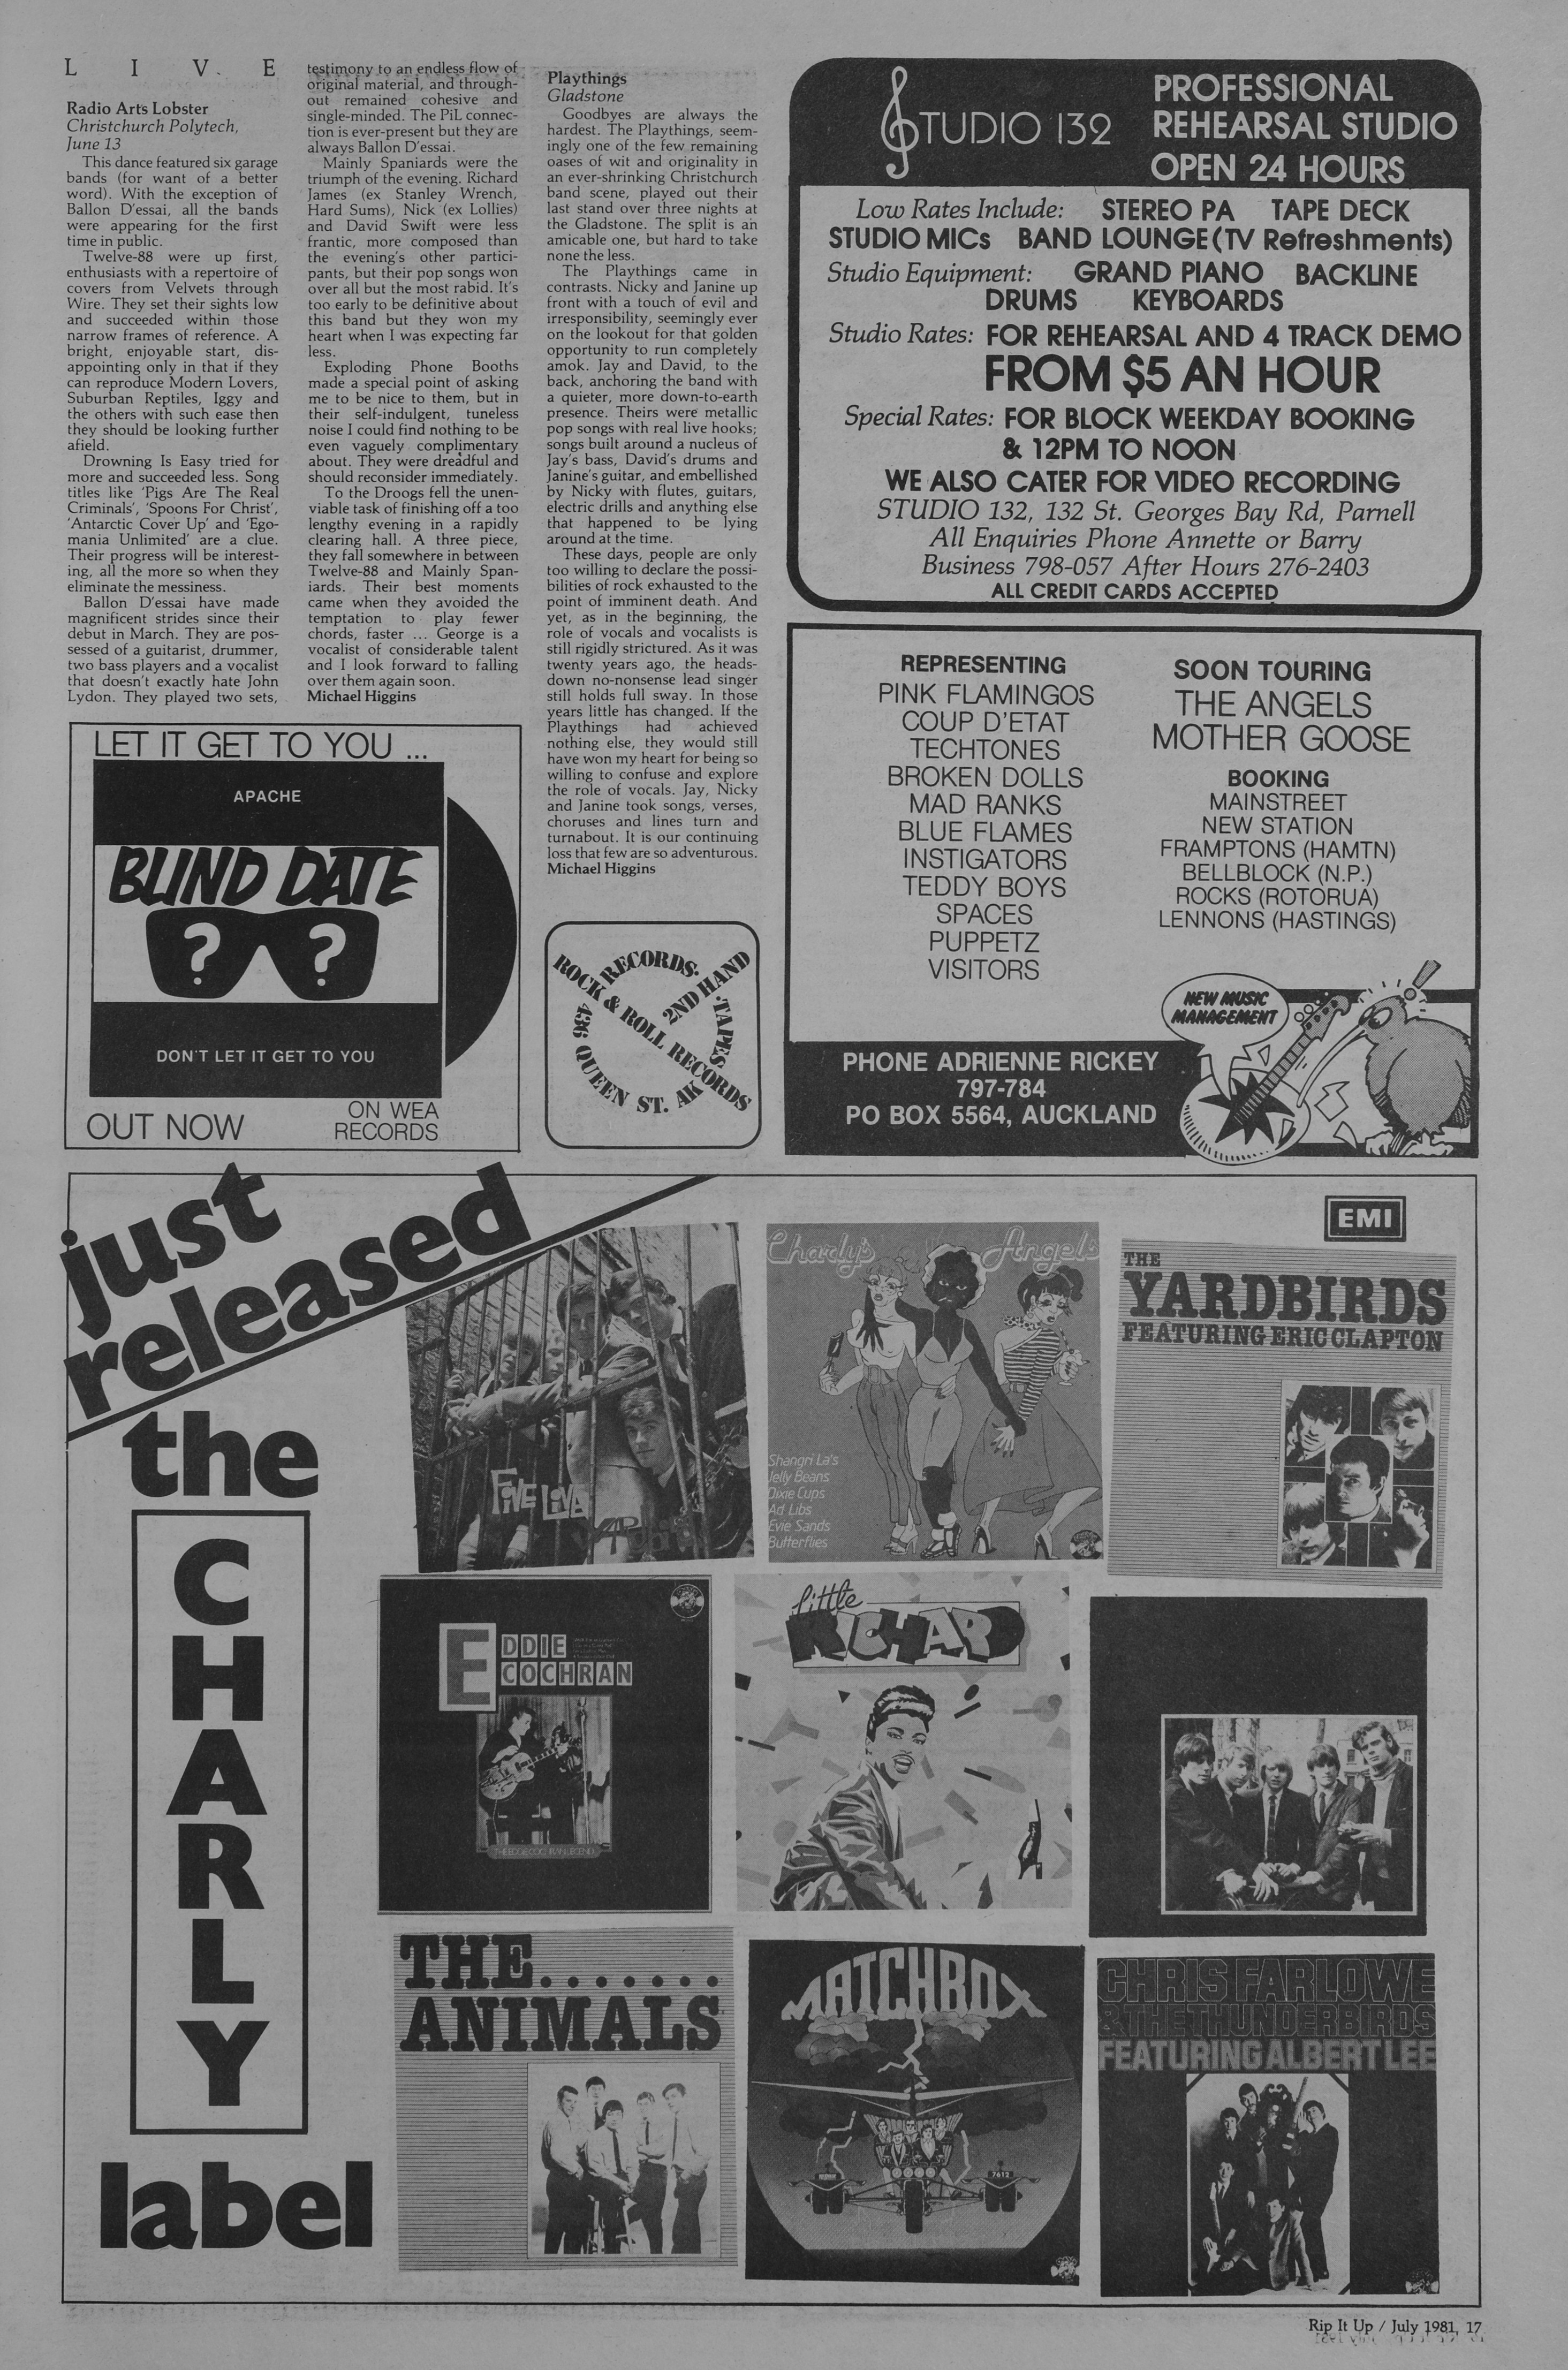 L I V E
Radio Arts Lobster
Christchurch Polytech,
June 13
This dance featured six garage
bands (for want of a better
word). With the exception of
Ballon D'essai, all the bands
were appearing for the first
time in public.
Twelve-88 were up first,
enthusiasts with a repertoire of
covers from Velvets through
Wire. They set their sights low
and succeeded within those
narrow frames of reference. A
bright, enjoyable start, dis-
appointing only in that if they
can reproduce Modern Lovers,
Suburban Reptiles, Iggy and
the others with such ease then
they should be looking further
afield.
Drowning Is Easy tried for
more and succeeded less. Song
titles like 'Pigs Are The Real
Criminals', 'Spoons For Christ',
'Antarctic Cover Up' and 'Ego-
mania Unlimited' are a clue.
Their progress will be interest-
ing, all the more so when they
eliminate the messiness.
Ballon D'essai have made
magnificent strides since their
debut in March. They are pos-
sessed of a guitarist, drummer,
two bass players and a vocalist
that doesn't exactly hate John
Lydon. They played two sets,
testimony to an endless flow of
original material, and through-
out remained cohesive and
single-minded. The PiL connec-
tion is ever-present but they are
always Ballon D'essai.
Mainly Spaniards were the
triumph of the evening. Richard
James (ex Stanley Wrench,
Hard Sums), Nick (ex Lollies)
and David Swift were less
frantic, more composed than
the evening's other partici-
pants, but their pop songs won
over all but the most rabid. It's
too early to be definitive about
this band but they won my
heart when I was expecting far
less.
Exploding Phone Booths
made a special point of asking
me to be nice to them, but in
their self-indulgent, tuneless
noise I could find nothing to be
even vaguely complimentary
about. They were dreadful and
should reconsider immediately.
To the Droogs fell the unen-
viable task of finishing off a too
lengthy evening in a rapidly
clearing hall. A three piece,
they fall somewhere in between
Twelve-88 and Mainly Span-
iards. Their best moments
came when they avoided the
temptation to play fewer
chords, faster ... George is a
vocalist of considerable talent
and I look forward to falling
over them again soon.
Michael Higgins
Playthings
Gladstone
Goodbyes are always the
hardest. The Playthings, seem-
ingly one of the few remaining
oases of wit and originality in
an ever-shrinking Christchurch
band scene, played out their
last stand over three nights at
the Gladstone. The split is an
amicable one, but hard to take
none the less.
The Playthings came in
contrasts. Nicky and Janine up
front with a touch of evil and
irresponsibility, seemingly ever
on the lookout for that golden
opportunity to run completely
amok. Jay and David, to the
back, anchoring the band with
a quieter, more down-to-earth
presence. Theirs were metallic
pop songs with real live hooks;
songs built around a nucleus of
Jay's bass, David's drums and
Janine's guitar, and embellished
by Nicky with flutes, guitars,
electric drills and anything else
that happened to be lying
around at the time.
These days, people are only
too willing to declare the possi-
bilities of rock exhausted to the
point of imminent death. And
yet, as in the beginning, the
role of vocals and vocalists is
still rigidly strictured. As it was
twenty years ago, the heads-
down no-nonsense lead singer
still holds full sway. In those
years little has changed. If the
Playthings had achieved
nothing else, they would still
have won my heart for being so
willing to confuse and explore
the role of vocals. Jay, Nicky
and Janine took songs, verses,
choruses and lines turn and
turnabout. It is our continuing
loss that few are so adventurous.
Michael Higgins
STUDIO 132
PROFESSIONAL
REHEARSAL STUDIO
OPEN 24 HOURS
Low Rates Include: STEREO PA TAPE DECK
STUDIO MICs BAND LOUNGE (TV Refreshments)
Studio Equipment: GRAND PIANO BACKLINE
DRUMS KEYBOARDS
Studio Rates: FOR REHEARSAL AND 4 TRACK DEMO
FROM $5 AN HOUR
Special Rates: FOR BLOCK WEEKDAY BOOKING
& 12PM TO NOON
WE ALSO CATER FOR VIDEO RECORDING
STUDIO 132, 132 St. Georges Bay Rd, Parnell
All Enquiries Phone Annette or Barry
Business 798-057 After Hours 276-2403
ALL CREDIT CARDS ACCEPTED
REPRESENTING
PINK FLAMINGOS
COUP D'ETAT
TECHTONES
BROKEN DOLLS
MAD RANKS
BLUE FLAMES
INSTIGATORS
TEDDY BOYS
SPACES
PUPPETZ
VISITORS
SOON TOURING
THE ANGELS
MOTHER GOOSE
BOOKING
MAINSTREET
NEW STATION
FRAMPTONS (HAMTN)
BELLBLOCK (N.P.)
ROCKS (ROTORUA)
LENNONS (HASTINGS)
NEW MUSIC
MANAGEMENT
PHONE ADRIENNE RICKEY
797-784
PO BOX 5564, AUCKLAND
LET IT GET TO YOU ...
APACHE
BLIND DATE
? ?
DON'T LET IT GET TO YOU
OUT NOW
ON WEA
RECORDS
ROCK & ROLL RECORDS
RECORDS·
2ND HAND
·TAPES·
436 QUEEN ST. AK
just
released
the
CHARLY
label
EMI
FIVE LIVE
YARDBIRDS
Charly's Angels
Shangri La's
Jelly Beans
Dixie Cups
Ad Libs
Evie Sands
Butterflies
THE
YARDBIRDS
FEATURING ERIC CLAPTON
EDDIE
COCHRAN
little
RICHARD
THE.......
ANIMALS
MATCHBOX
7612
CHRIS FARLOWE
& THE THUNDERBIRDS
FEATURING ALBERT LEE
Rip It Up / July 1981, 17